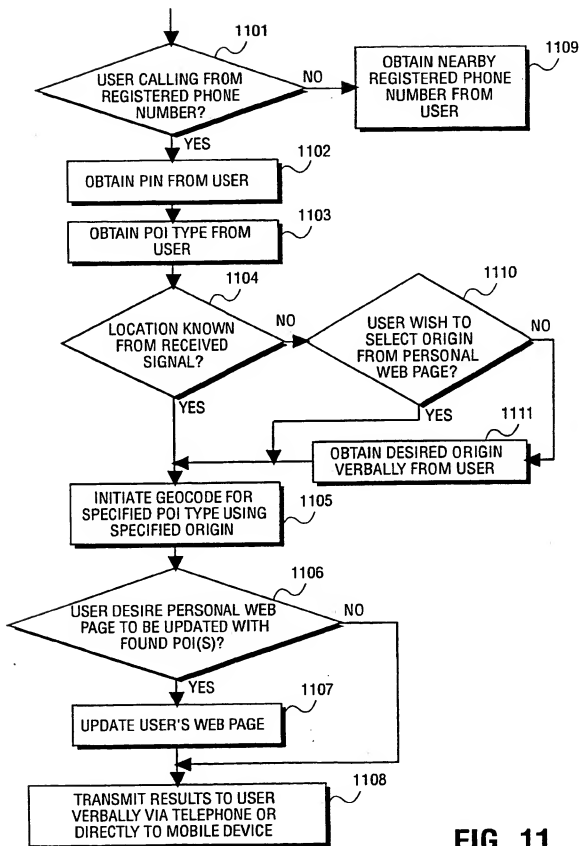 1101
USER CALLING FROM
REGISTERED PHONE
NUMBER?
NO
YES
OBTAIN NEARBY
REGISTERED PHONE
NUMBER FROM
USER
1109
1102
OBTAIN PIN FROM USER
1103
OBTAIN POI TYPE FROM
USER
1104
LOCATION KNOWN
FROM RECEIVED
SIGNAL?
NO
YES
1110
USER WISH TO
SELECT ORIGIN
FROM PERSONAL
WEB PAGE?
NO
YES
1111
OBTAIN DESIRED ORIGIN
VERBALLY FROM USER
INITIATE GEOCODE FOR
SPECIFIED POI TYPE USING
SPECIFIED ORIGIN
1105
1106
USER DESIRE PERSONAL WEB
PAGE TO BE UPDATED WITH
FOUND POI(S)?
NO
YES
1107
UPDATE USER'S WEB PAGE
1108
TRANSMIT RESULTS TO USER
VERBALLY VIA TELEPHONE OR
DIRECTLY TO MOBILE DEVICE
FIG. 11